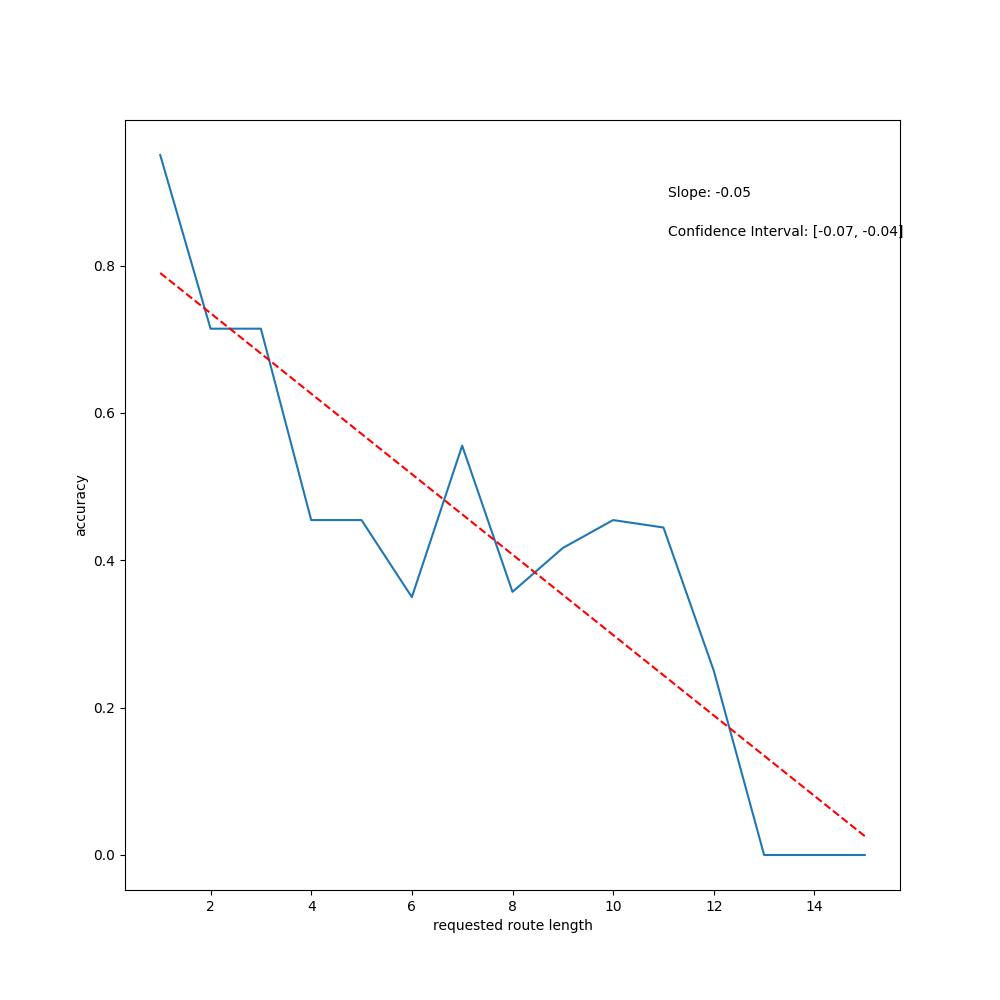 Slope: -0.05
Confidence Interval: [-0.07, -0.04]
0.8
0.6
0.4
0.2
0.0
accuracy
2 4 6 8 10 12 14
requested route length